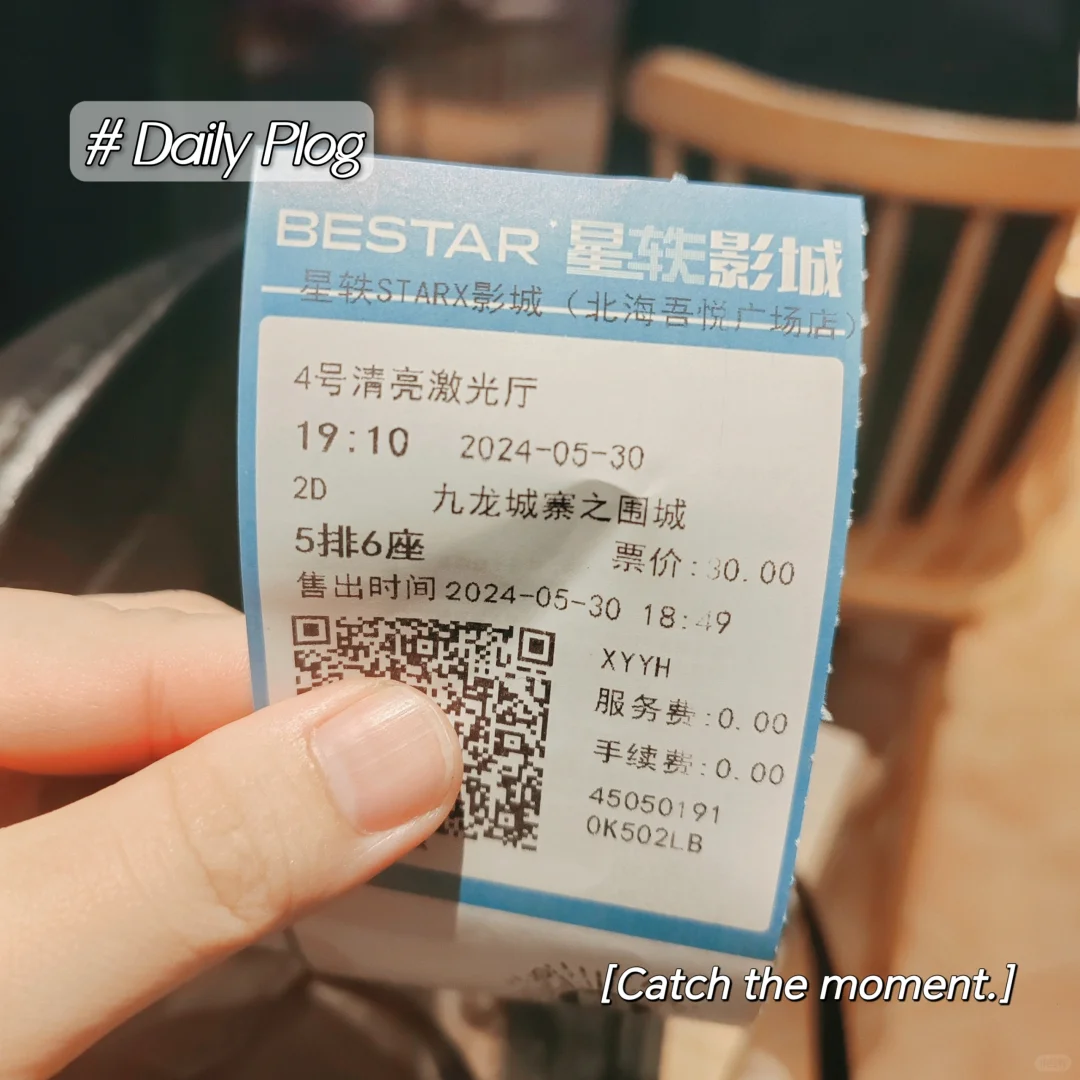 # Daily Plog
BESTAR 星轶影城
星轶STARX影城（北海吾悦广场店）
4号清亮激光厅
19:10 2024-05-30
2D 九龙城寨之围城
5排6座 票价:30.00
售出时间 2024-05-30 18:49
XYYH
服务费:0.00
手续费:0.00
45050191
0K502LB
[Catch the moment.]